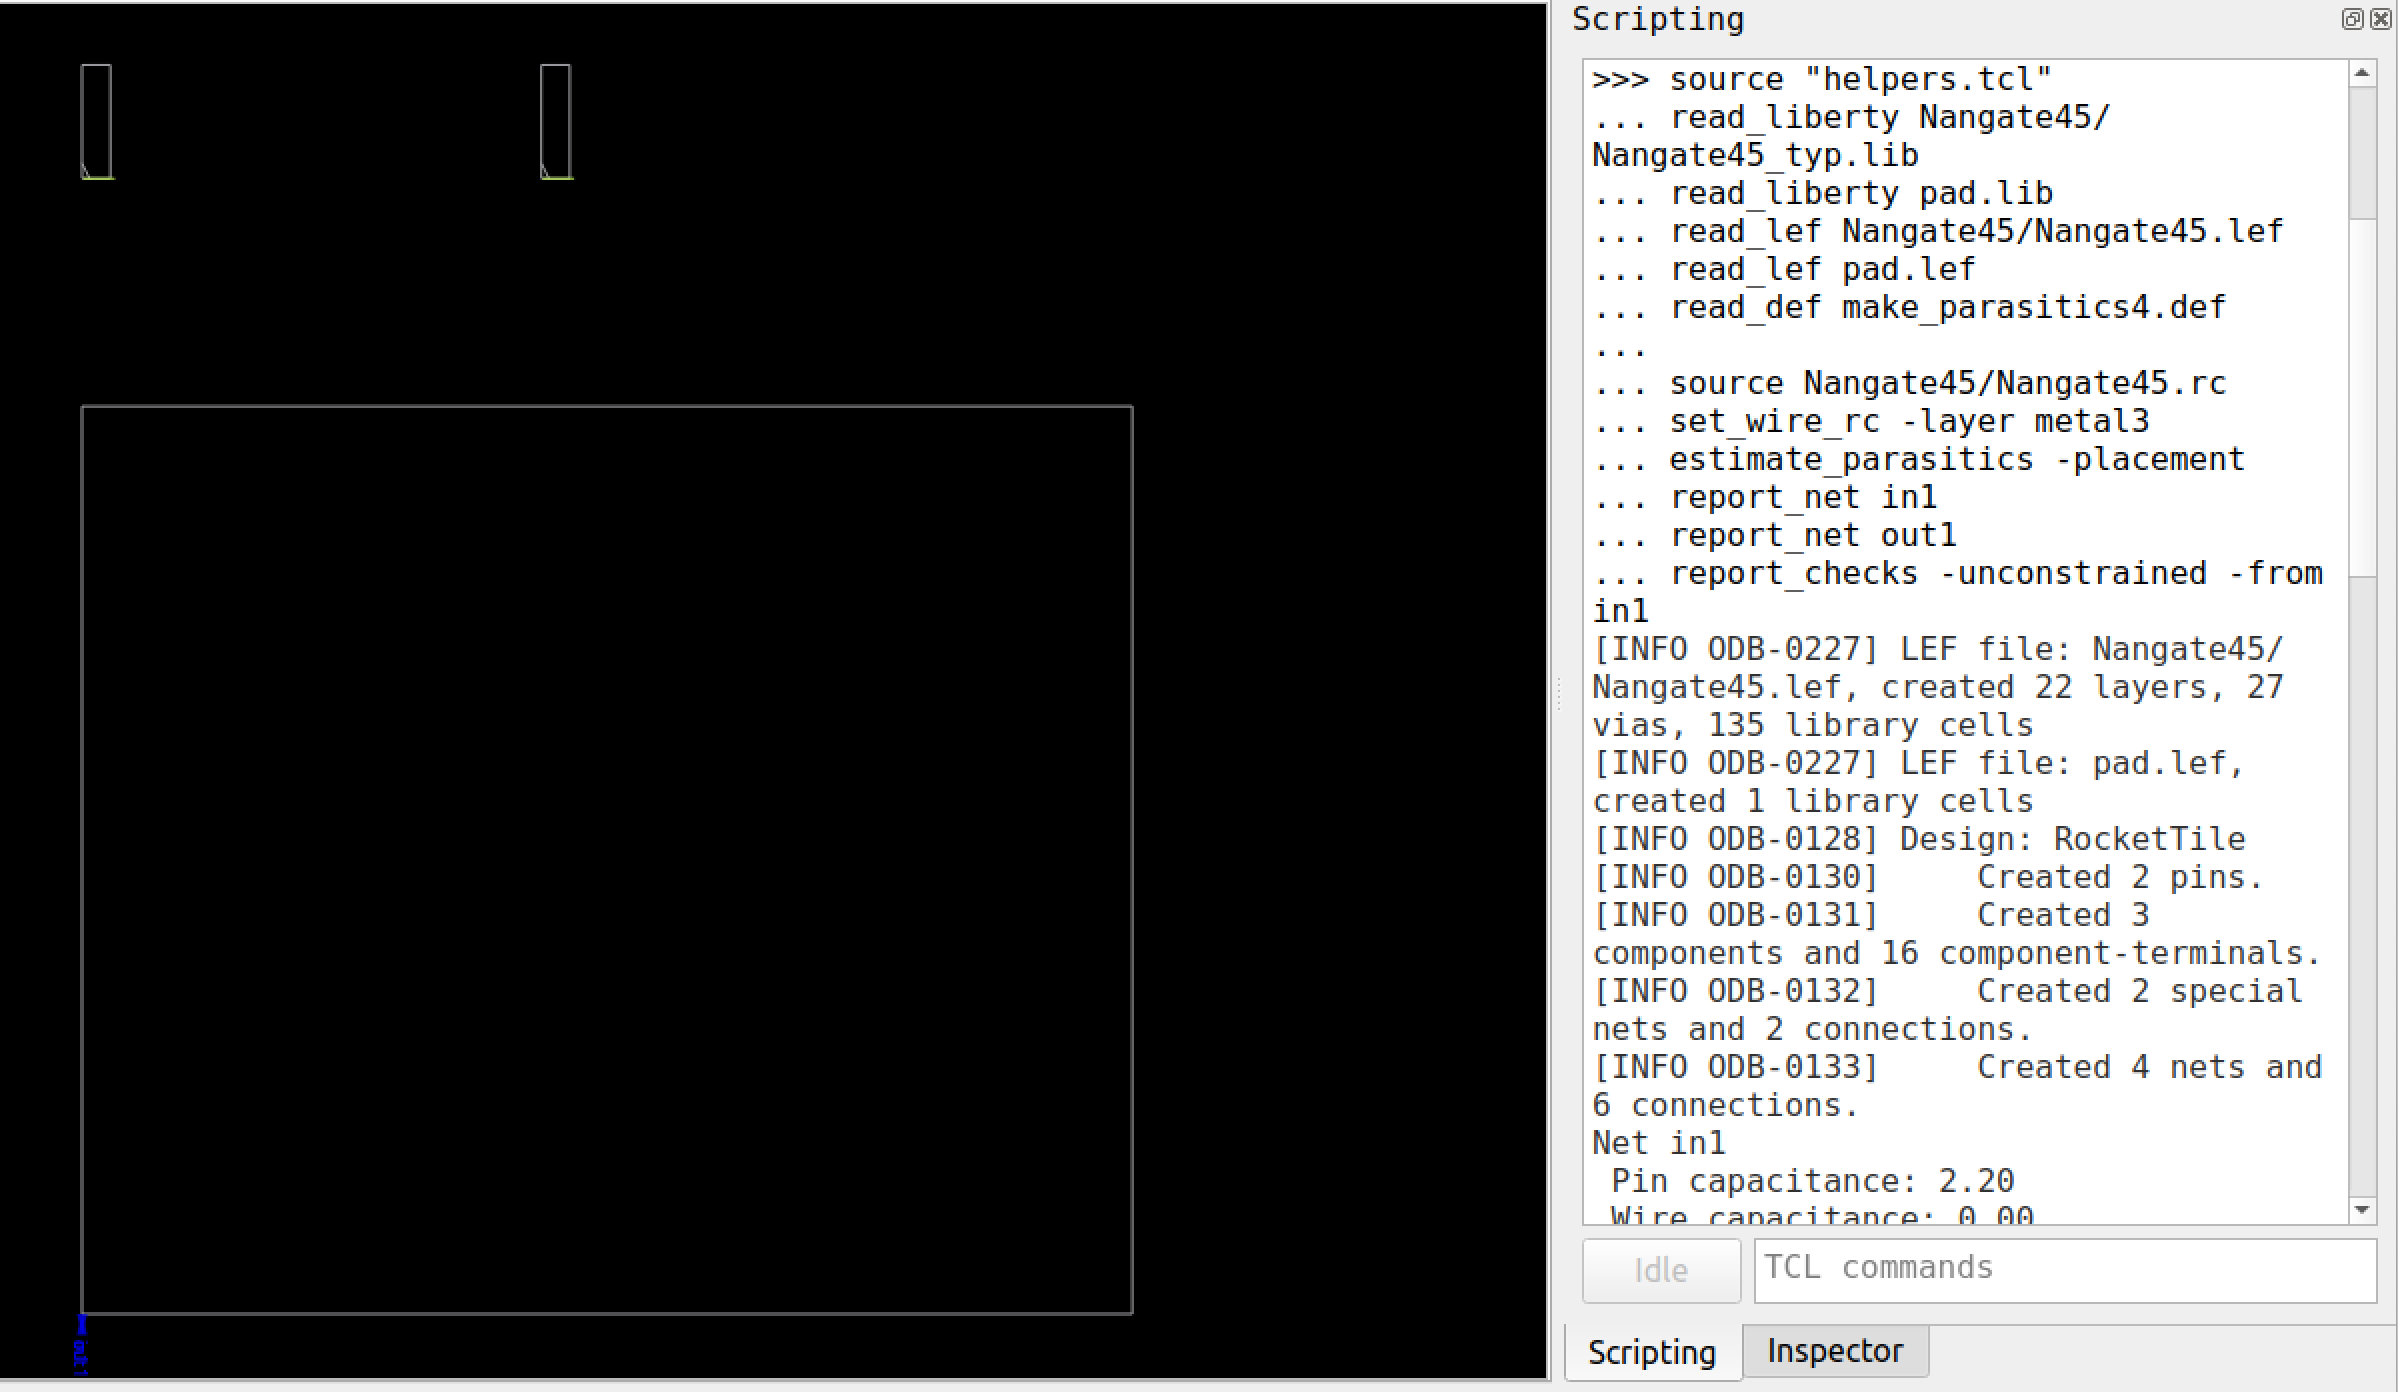 Scripting
>>> source "helpers.tcl"
... read_liberty Nangate45/
Nangate45_typ.lib
... read_liberty pad.lib
... read_lef Nangate45/Nangate45.lef
... read_lef pad.lef
... read_def make_parasitics4.def
...
... source Nangate45/Nangate45.rc
... set_wire_rc -layer metal3
... estimate_parasitics -placement
... report_net in1
... report_net out1
... report_checks -unconstrained -from
in1
[INFO ODB-0227] LEF file: Nangate45/
Nangate45.lef, created 22 layers, 27
vias, 135 library cells
[INFO ODB-0227] LEF file: pad.lef,
created 1 library cells
[INFO ODB-0128] Design: RocketTile
[INFO ODB-0130]     Created 2 pins.
[INFO ODB-0131]     Created 3
components and 16 component-terminals.
[INFO ODB-0132]     Created 2 special
nets and 2 connections.
[INFO ODB-0133]     Created 4 nets and
6 connections.
Net in1
 Pin capacitance: 2.20
 Wire capacitance: 0.00
Idle
TCL commands
Scripting
Inspector